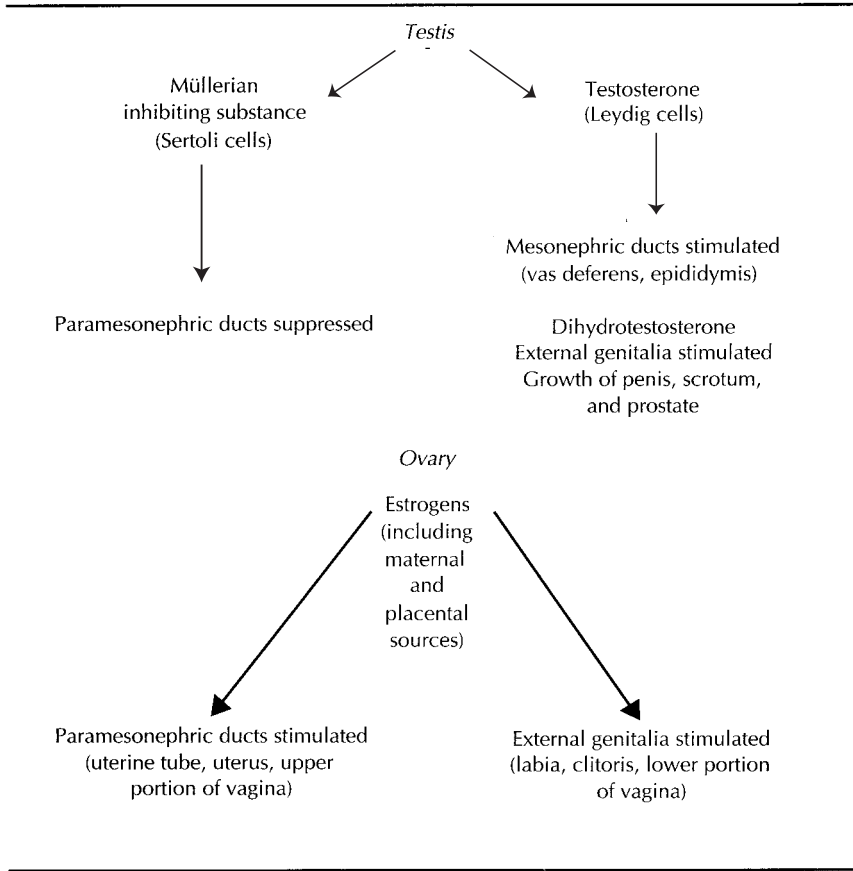 Testis
Müllerian
inhibiting substance
(Sertoli cells)
Testosterone
(Leydig cells)
Mesonephric ducts stimulated
(vas deferens, epididymis)
Paramesonephric ducts suppressed
Dihydrotestosterone
External genitalia stimulated
Growth of penis, scrotum,
and prostate
Ovary
Estrogens
(including
maternal
and
placental
sources)
Paramesonephric ducts stimulated
(uterine tube, uterus, upper
portion of vagina)
External genitalia stimulated
(labia, clitoris, lower portion
of vagina)